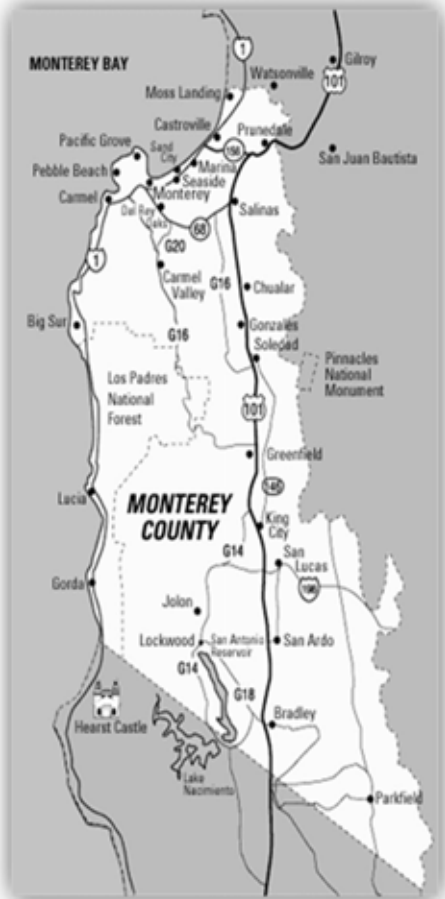 1
Gilroy
MONTEREY BAY
Watsonville
101
Moss Landing
Castroville
Prunedale
Pacific Grove
Sand
City
156
San Juan Bautista
Pebble Beach
Marina
Seaside
Carmel
Monterey
Del Rey
Oaks
Salinas
68
G20
1
Carmel
Valley
G16
Chualar
Big Sur
G16
Gonzales
Soledad
Los Padres
National
Forest
Pinnacles
National
Monument
101
Greenfield
146
Lucia
MONTEREY
COUNTY
King
City
G14
San
Lucas
198
Gorda
Jolon
Lockwood
San Antonio
Reservoir
San Ardo
G14
G18
Hearst Castle
Bradley
Lake
Nacimiento
Parkfield